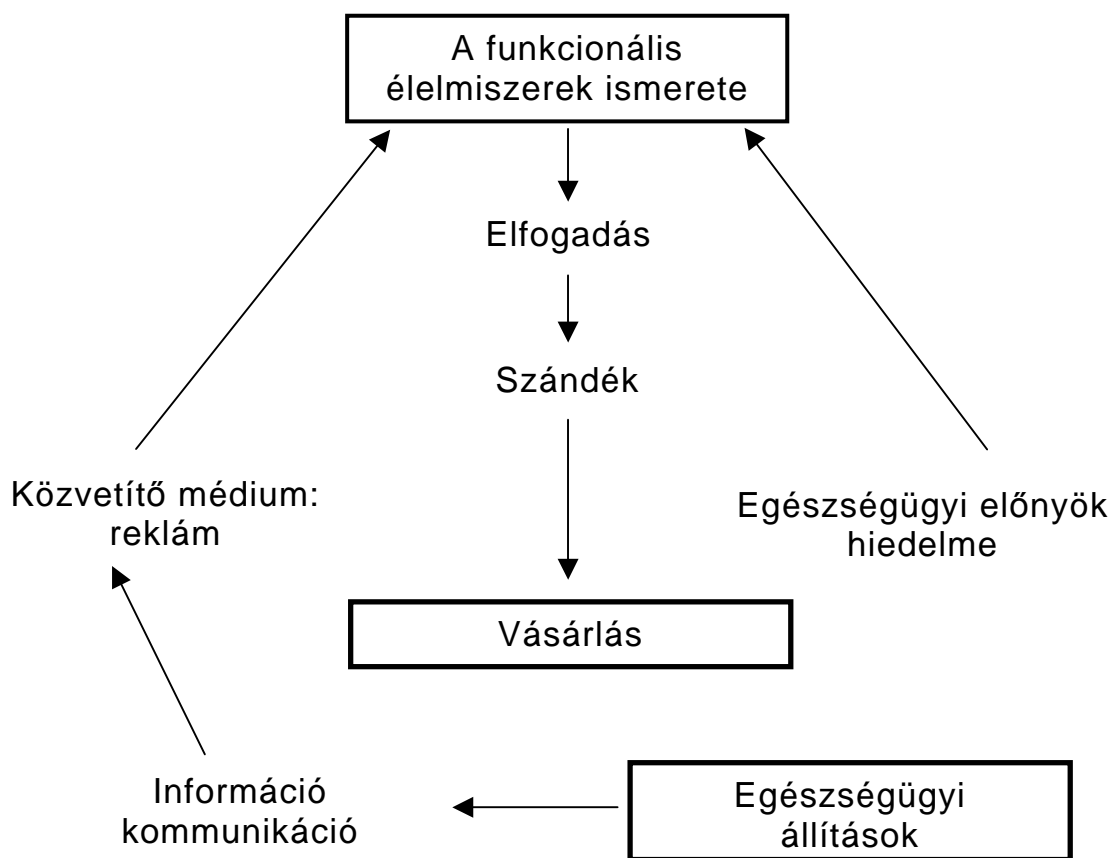 A funkcionális
élelmiszerek ismerete
Elfogadás
Szándék
Közvetítő médium:
reklám
Egészségügyi előnyök
hiedelme
Vásárlás
Információ
kommunikáció
Egészségügyi
állítások